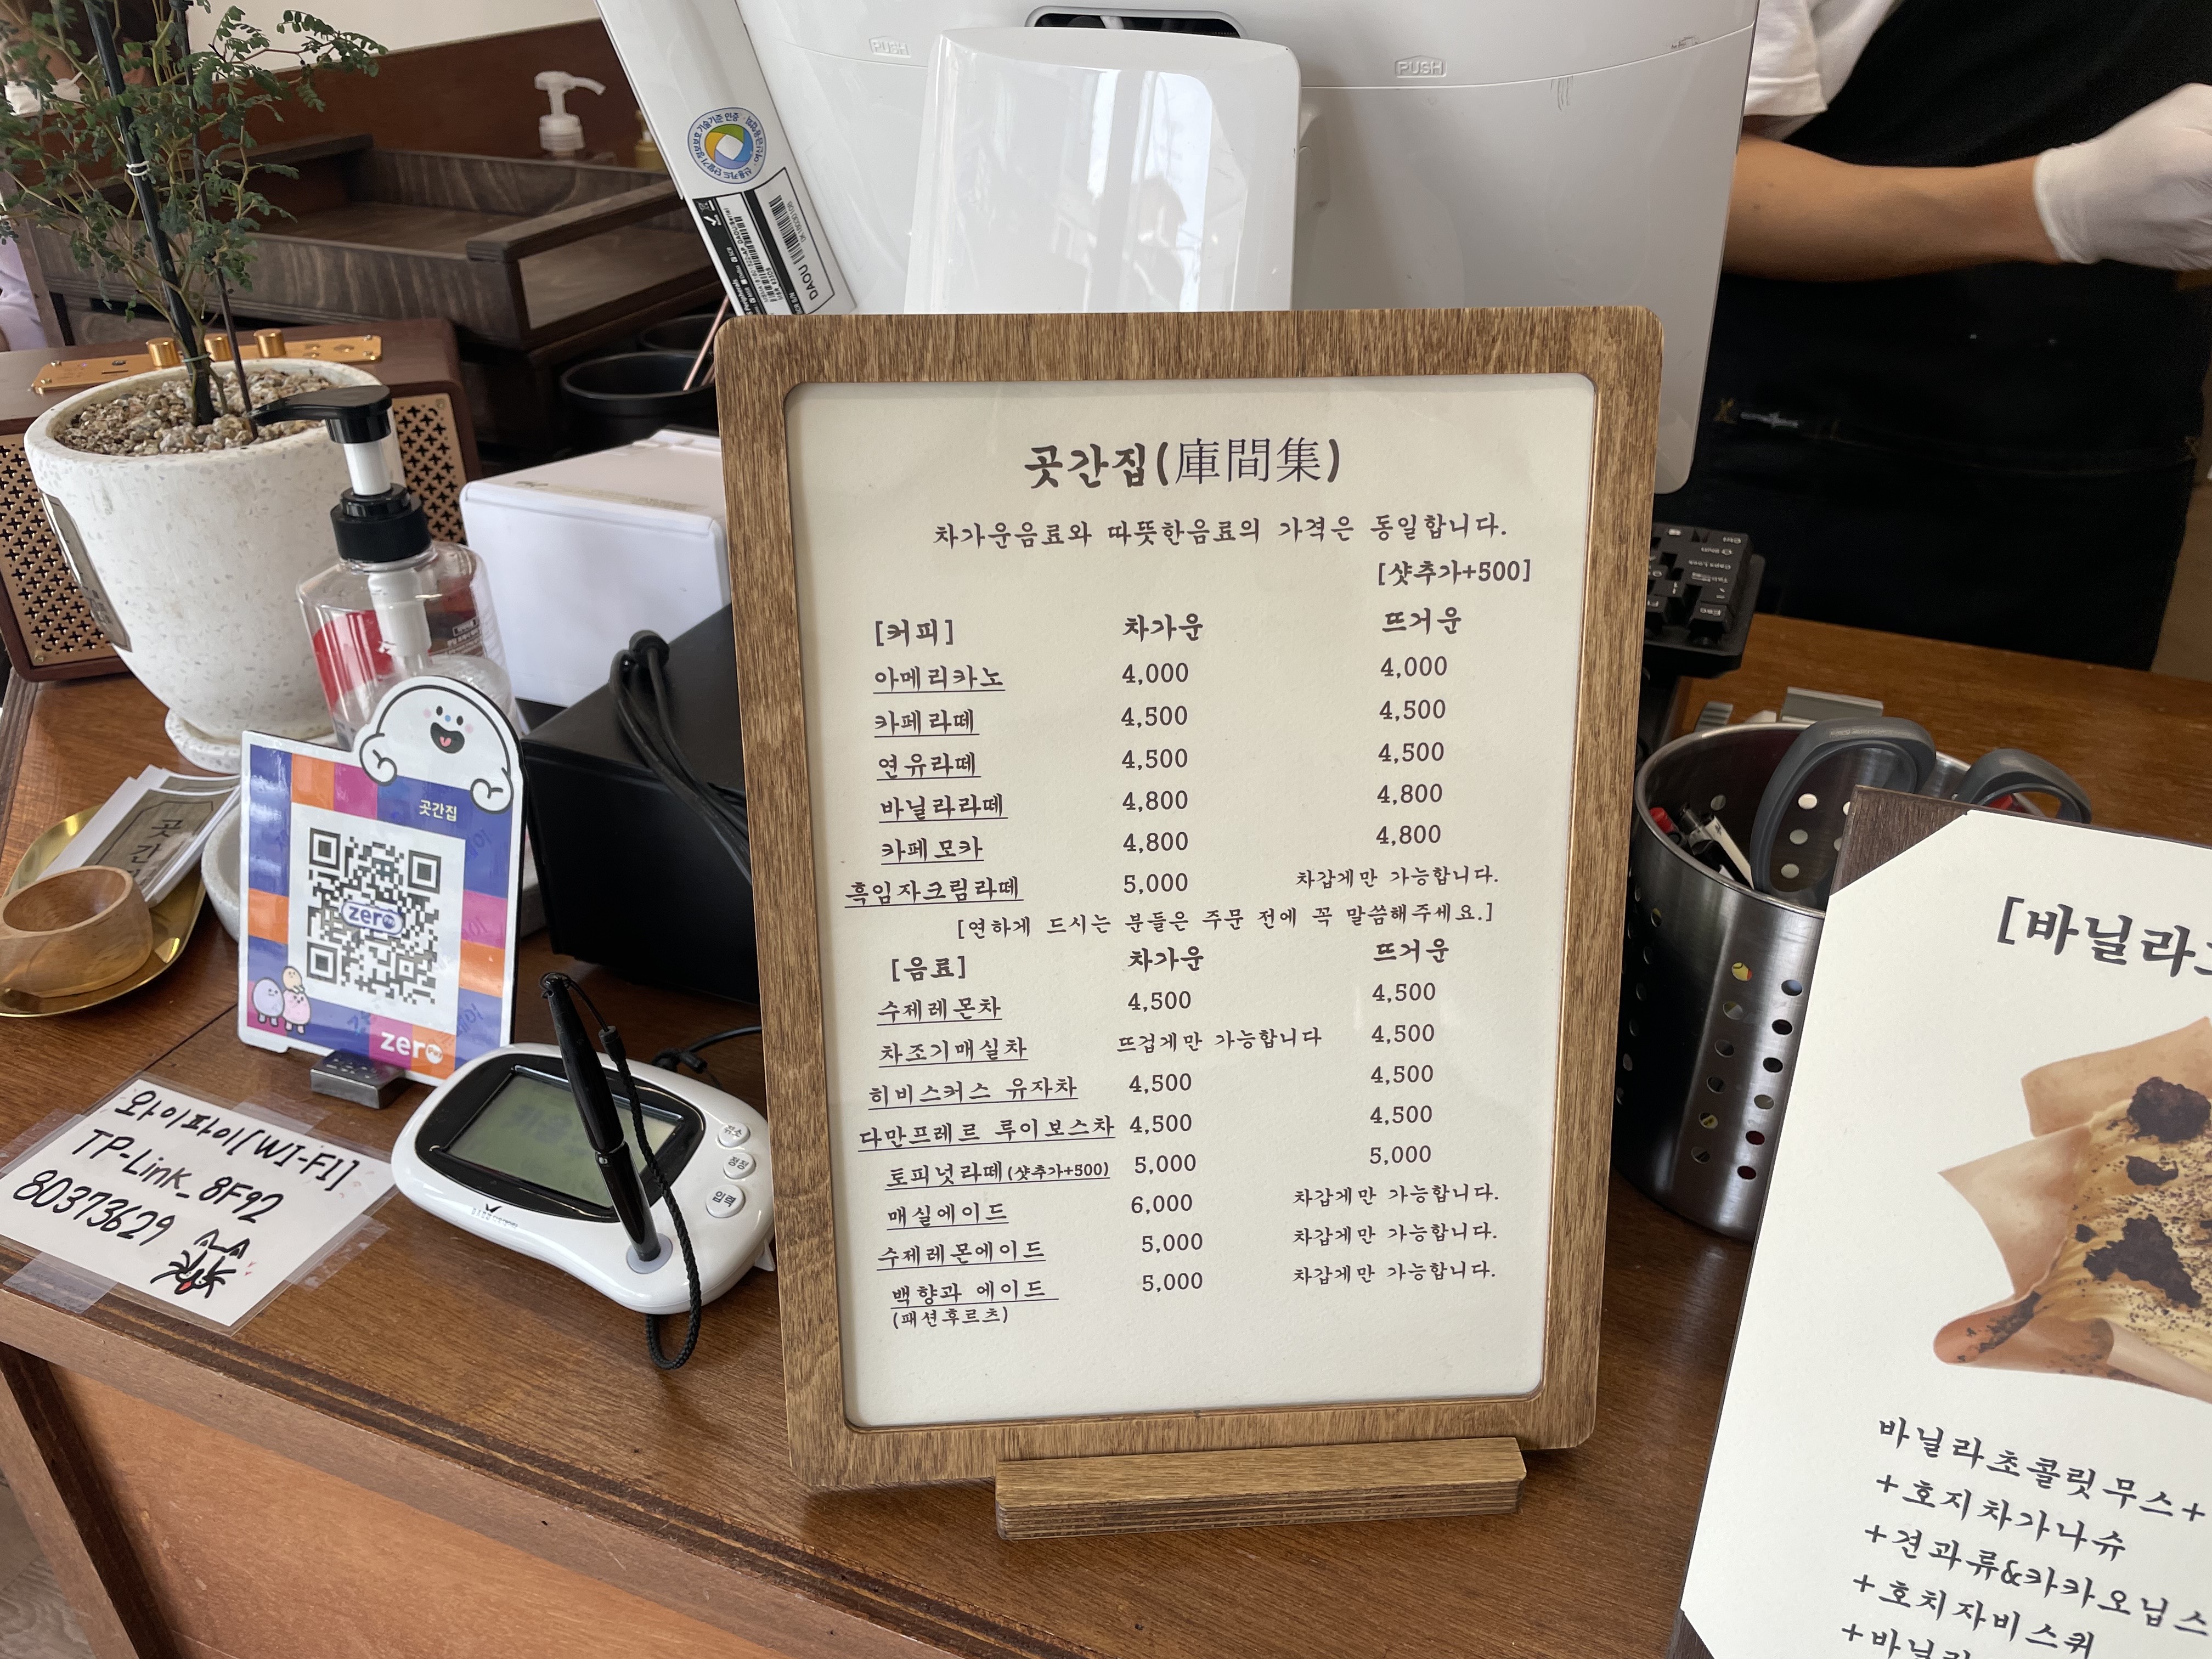 PUSH
PUSH
DAOU
곳간집(庫間集)
차가운음료와 따뜻한음료의 가격은 동일합니다.
[샷추가+500]
[커피] 차가운 뜨거운
아메리카노 4,000 4,000
카페라떼 4,500 4,500
연유라떼 4,500 4,500
바닐라라떼 4,800 4,800
카페모카 4,800 4,800
흑임자크림라떼 5,000 차갑게만 가능합니다.
[연하게 드시는 분들은 주문 전에 꼭 말씀해주세요.]
[음료] 차가운 뜨거운
수제레몬차 4,500 4,500
차조기매실차 뜨겁게만 가능합니다 4,500
히비스커스 유자차 4,500 4,500
다만프레르 루이보스차 4,500 4,500
토피넛라떼(샷추가+500) 5,000 5,000
매실에이드 6,000 차갑게만 가능합니다.
수제레몬에이드 5,000 차갑게만 가능합니다.
백향과 에이드 5,000 차갑게만 가능합니다.
(패션후르츠)
곳간집
zero
zero
곳간
와이파이[WI-FI]
TP-Link_8F92
80373629
취소
정정
입력
[바닐라
바닐라초콜릿무스+
+호지차가나슈
+견과류&카카오닙스
+호치자비스퀴
+바닐라